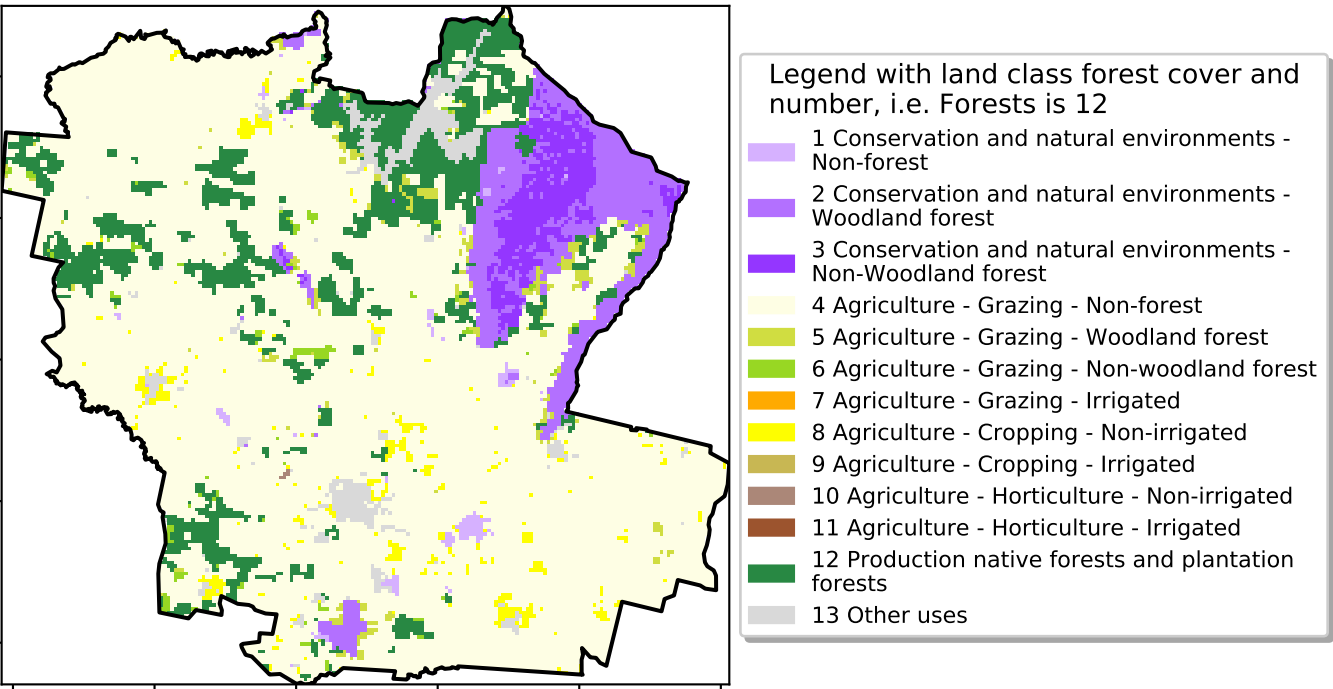 Legend with land class forest cover and
number, i.e. Forests is 12
1 Conservation and natural environments -
Non-forest
2 Conservation and natural environments -
Woodland forest
3 Conservation and natural environments -
Non-Woodland forest
4 Agriculture - Grazing - Non-forest
5 Agriculture - Grazing - Woodland forest
6 Agriculture - Grazing - Non-woodland forest
7 Agriculture - Grazing - Irrigated
8 Agriculture - Cropping - Non-irrigated
9 Agriculture - Cropping - Irrigated
10 Agriculture - Horticulture - Non-irrigated
11 Agriculture - Horticulture - Irrigated
12 Production native forests and plantation
forests
13 Other uses